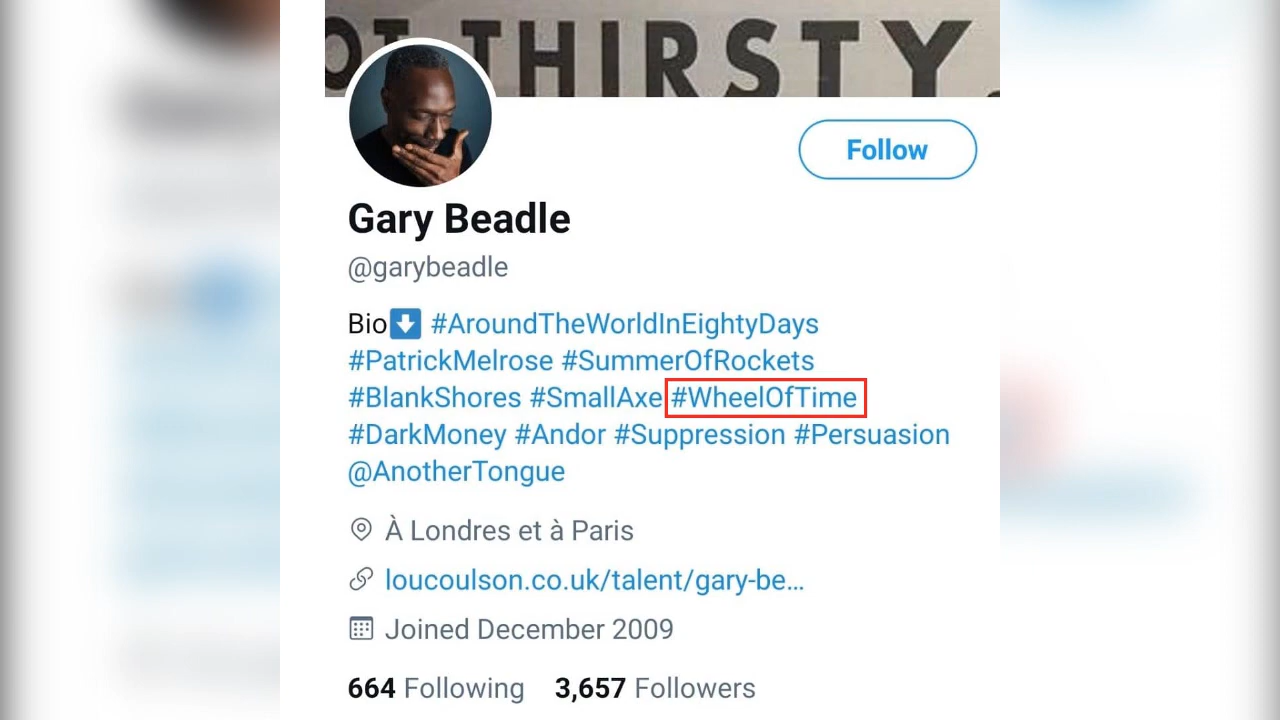 THIRSTY
Follow
Gary Beadle
@garybeadle
Bio⬇️ #AroundTheWorldInEightyDays
#PatrickMelrose #SummerOfRockets
#BlankShores #SmallAxe #WheelOfTime
#DarkMoney #Andor #Suppression #Persuasion
@AnotherTongue
À Londres et à Paris
loucoulson.co.uk/talent/gary-be…
Joined December 2009
664 Following 3,657 Followers